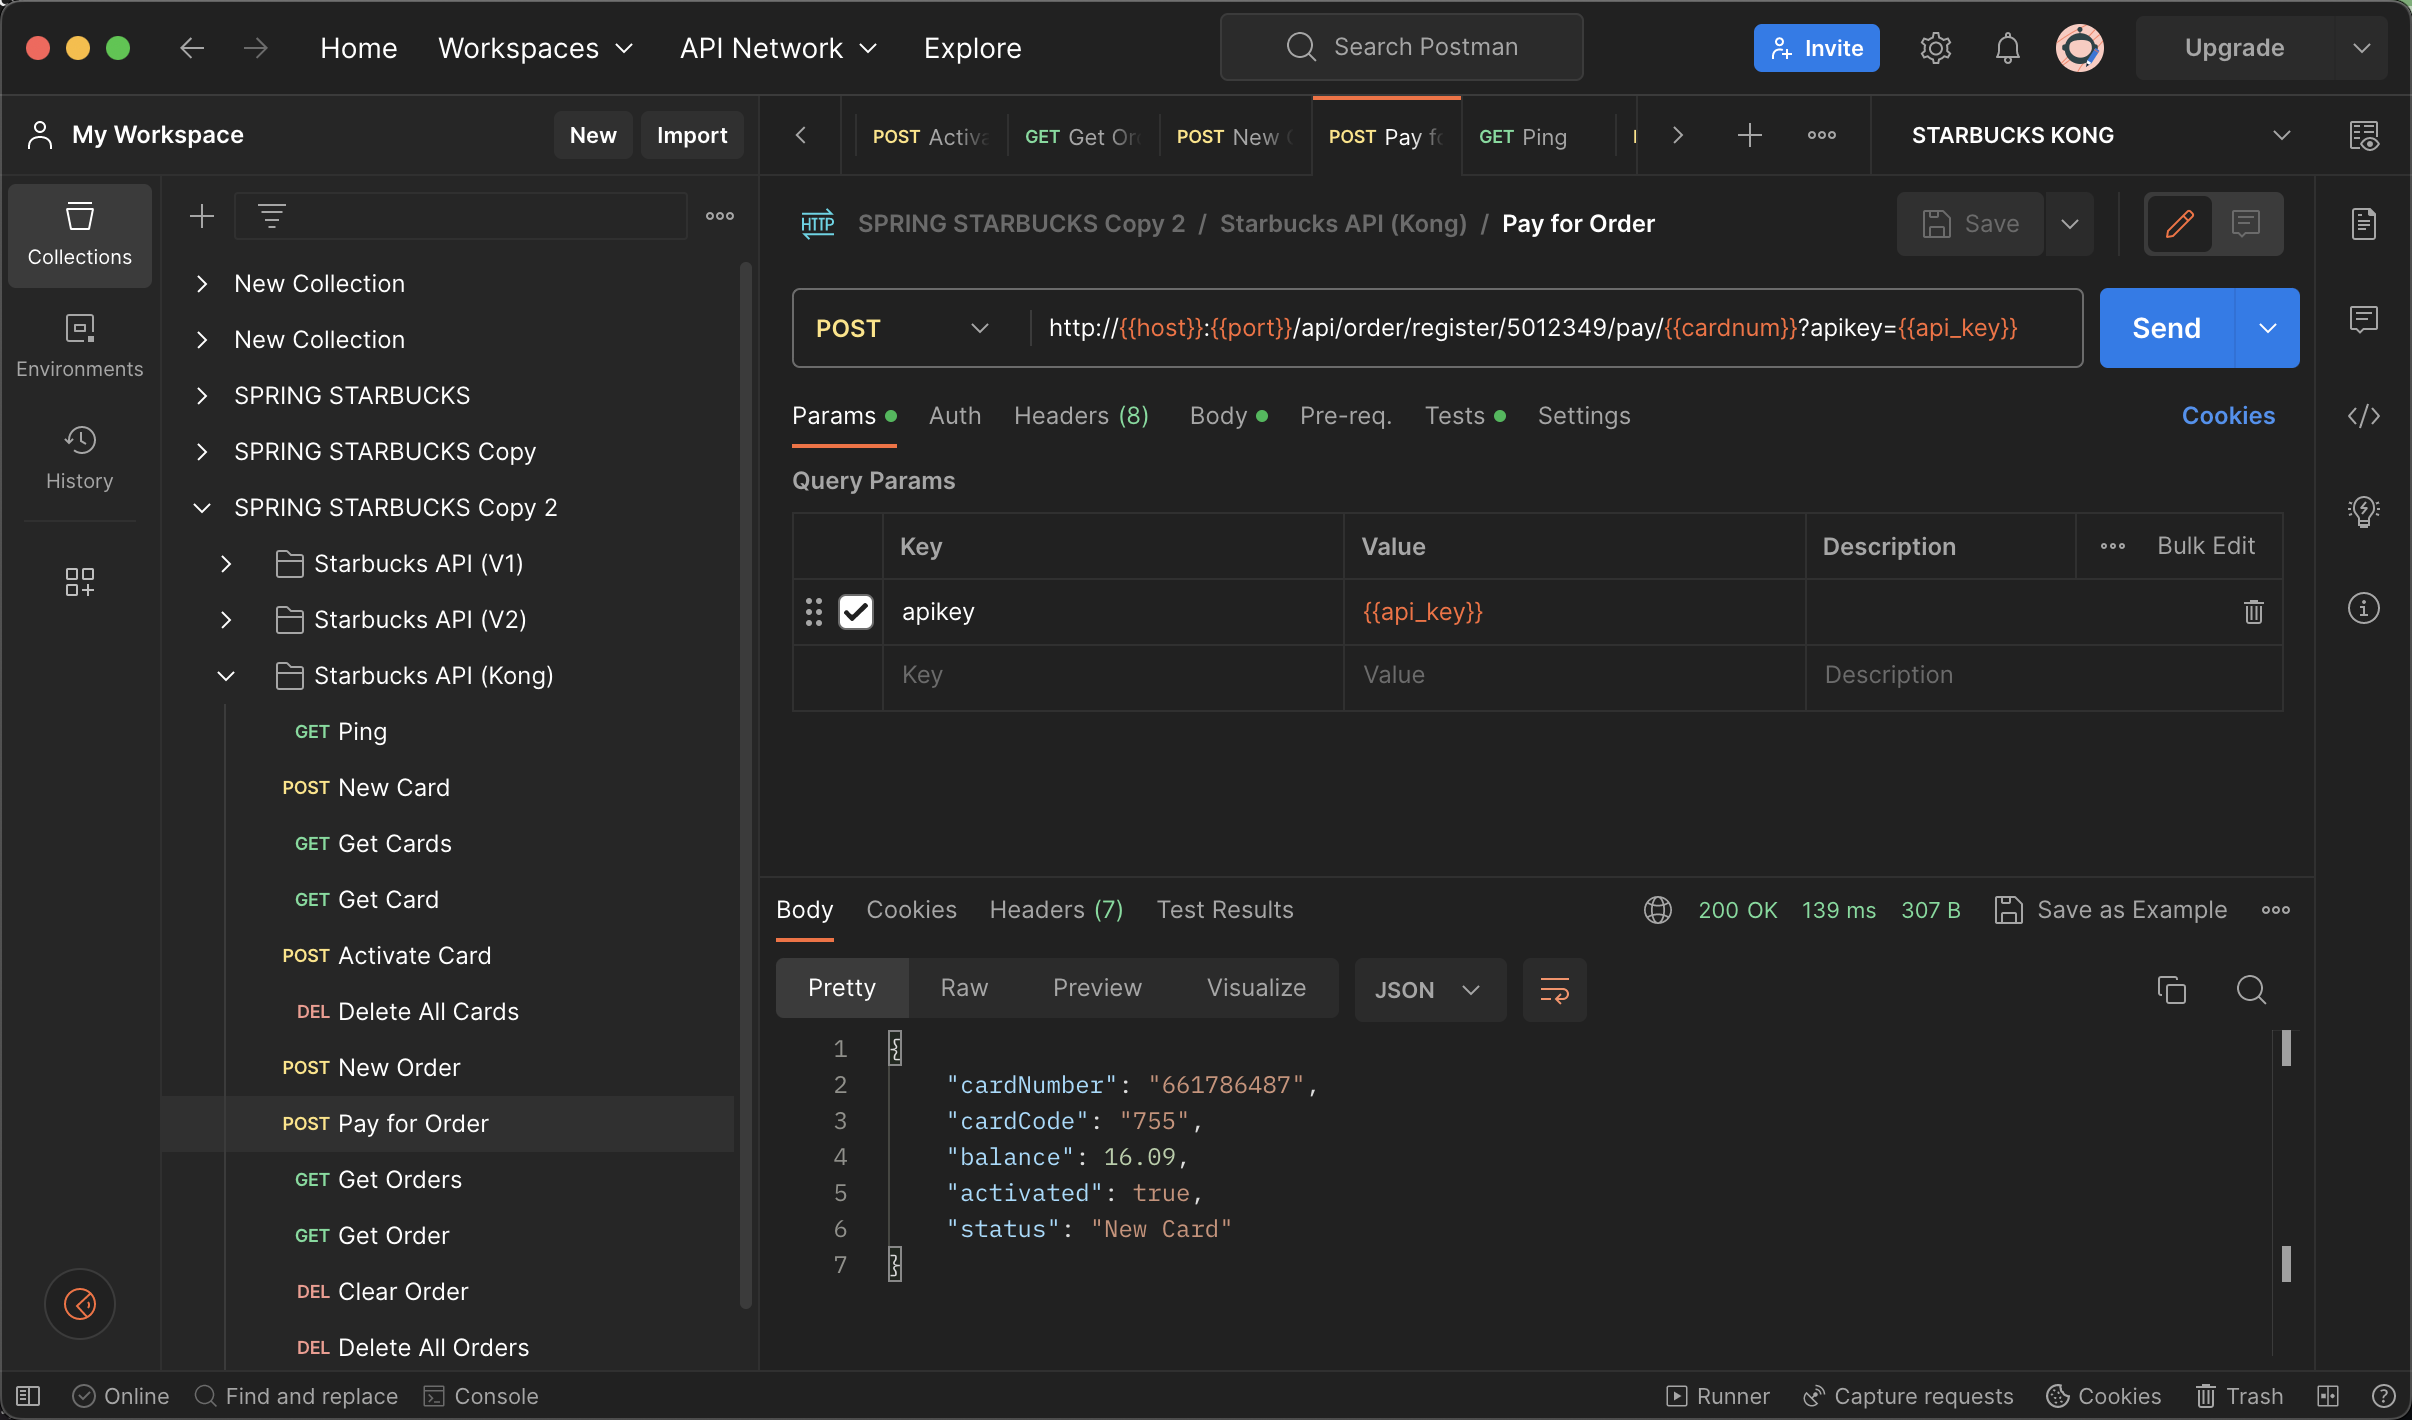 Home Workspaces API Network Explore Search Postman Invite Upgrade
My Workspace New Import
POST Activa GET Get Or POST New POST Pay fo GET Ping STARBUCKS KONG
Collections
Environments
History
New Collection
New Collection
SPRING STARBUCKS
SPRING STARBUCKS Copy
SPRING STARBUCKS Copy 2
Starbucks API (V1)
Starbucks API (V2)
Starbucks API (Kong)
GET Ping
POST New Card
GET Get Cards
GET Get Card
POST Activate Card
DEL Delete All Cards
POST New Order
POST Pay for Order
GET Get Orders
GET Get Order
DEL Clear Order
DEL Delete All Orders
HTTP SPRING STARBUCKS Copy 2 / Starbucks API (Kong) / Pay for Order Save
POST http://{{host}}:{{port}}/api/order/register/5012349/pay/{{cardnum}}?apikey={{api_key}} Send
Params Auth Headers (8) Body Pre-req. Tests Settings Cookies
Query Params
Key Value Description Bulk Edit
apikey {{api_key}}
Key Value Description
Body Cookies Headers (7) Test Results 200 OK 139 ms 307 B Save as Example
Pretty Raw Preview Visualize JSON
1 {
2 "cardNumber": "661786487",
3 "cardCode": "755",
4 "balance": 16.09,
5 "activated": true,
6 "status": "New Card"
7 }
Online Find and replace Console Runner Capture requests Cookies Trash